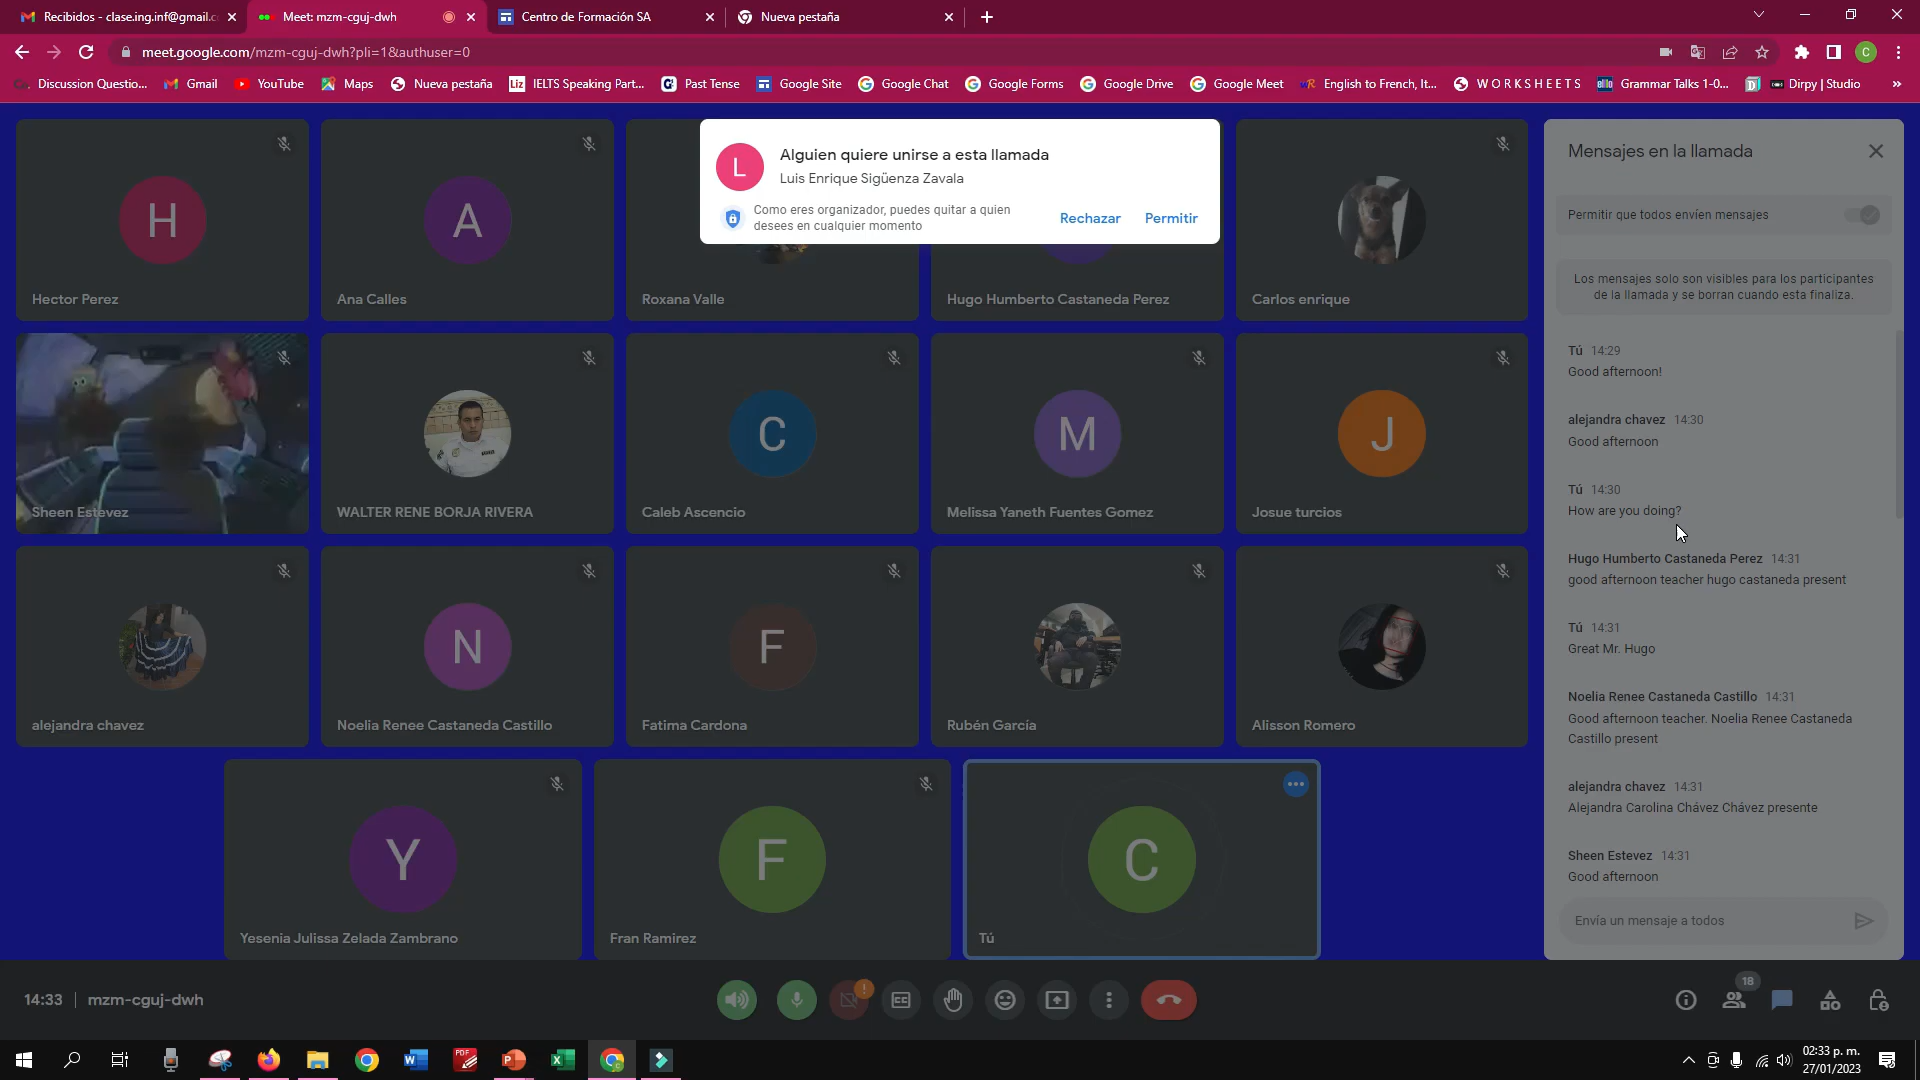 Recibidos - clase.ing.inf@gmail.c
Meet: mzm-cguj-dwh
Centro de Formación SA
Nueva pestaña
meet.google.com/mzm-cguj-dwh?pli=1&authuser=0
C
Discussion Questio...
Gmail
YouTube
Maps
Nueva pestaña
Liz
IELTS Speaking Part...
Past Tense
Google Site
Google Chat
Google Forms
Google Drive
Google Meet
English to French, It...
W O R K S H E E T S
Grammar Talks 1-0...
Dirpy | Studio
Alguien quiere unirse a esta llamada
L
Luis Enrique Sigüenza Zavala
Como eres organizador, puedes quitar a quien
desees en cualquier momento
Rechazar
Permitir
H
Hector Perez
A
Ana Calles
Roxana Valle
Hugo Humberto Castaneda Perez
Carlos enrique
Sheen Estevez
WALTER RENE BORJA RIVERA
C
Caleb Ascencio
M
Melissa Yaneth Fuentes Gomez
J
Josue turcios
alejandra chavez
N
Noelia Renee Castaneda Castillo
F
Fatima Cardona
Rubén García
Alisson Romero
Y
Yesenia Julissa Zelada Zambrano
F
Fran Ramirez
C
Tú
Mensajes en la llamada
Permitir que todos envíen mensajes
Los mensajes solo son visibles para los participantes
de la llamada y se borran cuando esta finaliza.
Tú 14:29
Good afternoon!
alejandra chavez 14:30
Good afternoon
Tú 14:30
How are you doing?
Hugo Humberto Castaneda Perez 14:31
good afternoon teacher hugo castaneda present
Tú 14:31
Great Mr. Hugo
Noelia Renee Castaneda Castillo 14:31
Good afternoon teacher. Noelia Renee Castaneda
Castillo present
alejandra chavez 14:31
Alejandra Carolina Chávez Chávez presente
Sheen Estevez 14:31
Good afternoon
Envía un mensaje a todos
14:33 | mzm-cguj-dwh
18
02:33 p. m.
27/01/2023